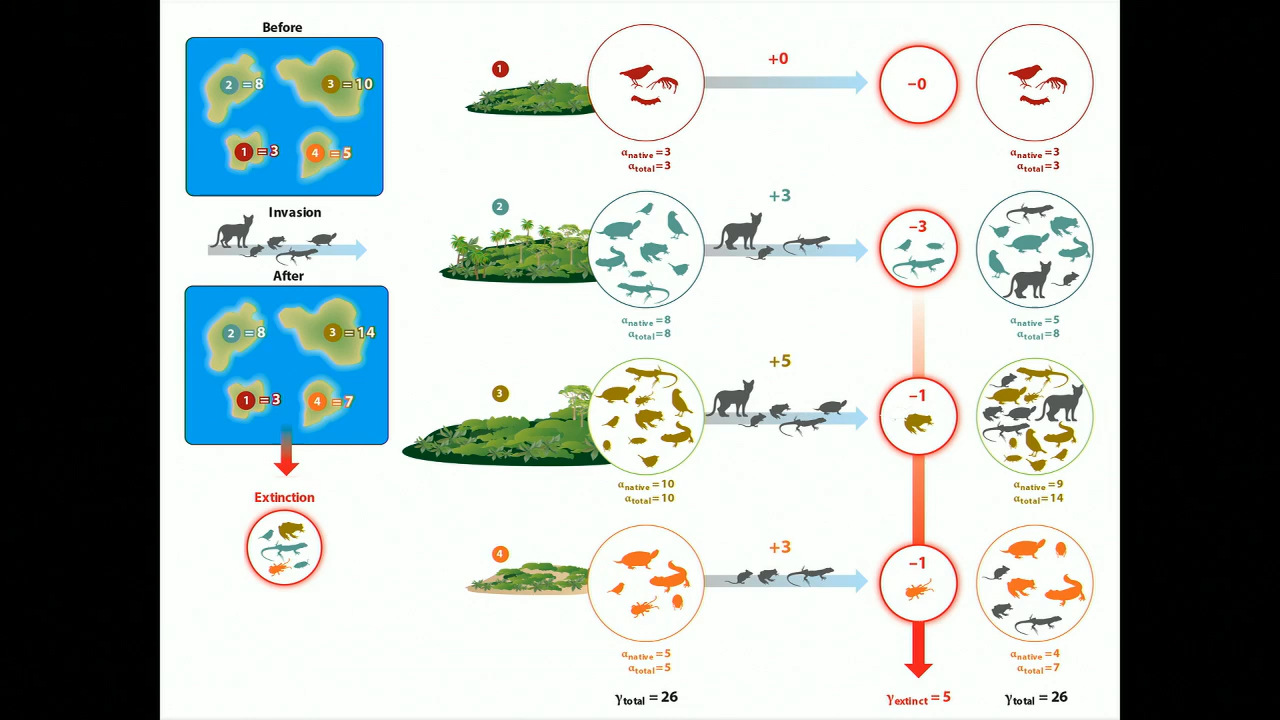 Before
2 = 8
3 = 10
1 = 3
4 = 5
Invasion
After
2 = 8
3 = 14
1 = 3
4 = 7
Extinction
1
+0
−0
αnative = 3
αtotal = 3
αnative = 3
αtotal = 3
2
+3
−3
αnative = 8
αtotal = 8
αnative = 5
αtotal = 8
3
+5
−1
αnative = 10
αtotal = 10
αnative = 9
αtotal = 14
4
+3
−1
αnative = 5
αtotal = 5
αnative = 4
αtotal = 7
γtotal = 26
γextinct = 5
γtotal = 26